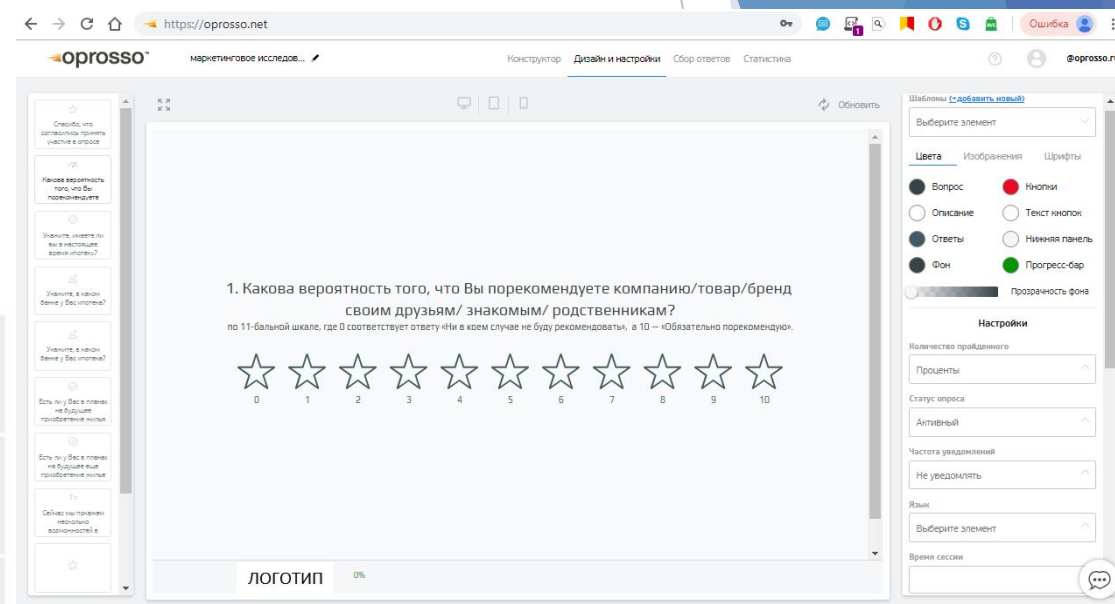 https://oprosso.net
1
Ошибка
oprosso™
маркетинговое исследов...
Конструктор
Дизайн и настройки
Сбор ответов
Статистика
@oprosso.r
Спасибо, что
согласились принять
участие в опросе
Какова вероятность
того, что Вы
порекомендуете
Укажите, имеете ли
вы в настоящее
время ипотеку?
Укажите, в каком
банке у Вас ипотека?
Укажите, в каком
банке у Вас ипотека?
Есть ли у Вас в планах
на будущее
приобретение жилья
Есть ли у Вас в планах
на будущее еще
приобретение жилье
Тт
Сейчас мы покажем
несколько
возможностей в
Обновить
1. Какова вероятность того, что Вы порекомендуете компанию/товар/бренд
своим друзьям/ знакомым/ родственникам?
по 11-бальной шкале, где 0 соответствует ответу «Ни в коем случае не буду рекомендовать», а 10 — «Обязательно порекомендую».
0 1 2 3 4 5 6 7 8 9 10
ЛОГОТИП
0%
Шаблоны (+добавить новый)
Выберите элемент
Цвета
Изображения
Шрифты
Вопрос
Кнопки
Описание
Текст кнопок
Ответы
Нижняя панель
Фон
Прогресс-бар
Прозрачность фона
Настройки
Количество пройденного
Проценты
Статус опроса
Активный
Частота уведомлений
Не уведомлять
Язык
Выберите элемент
Время сессии